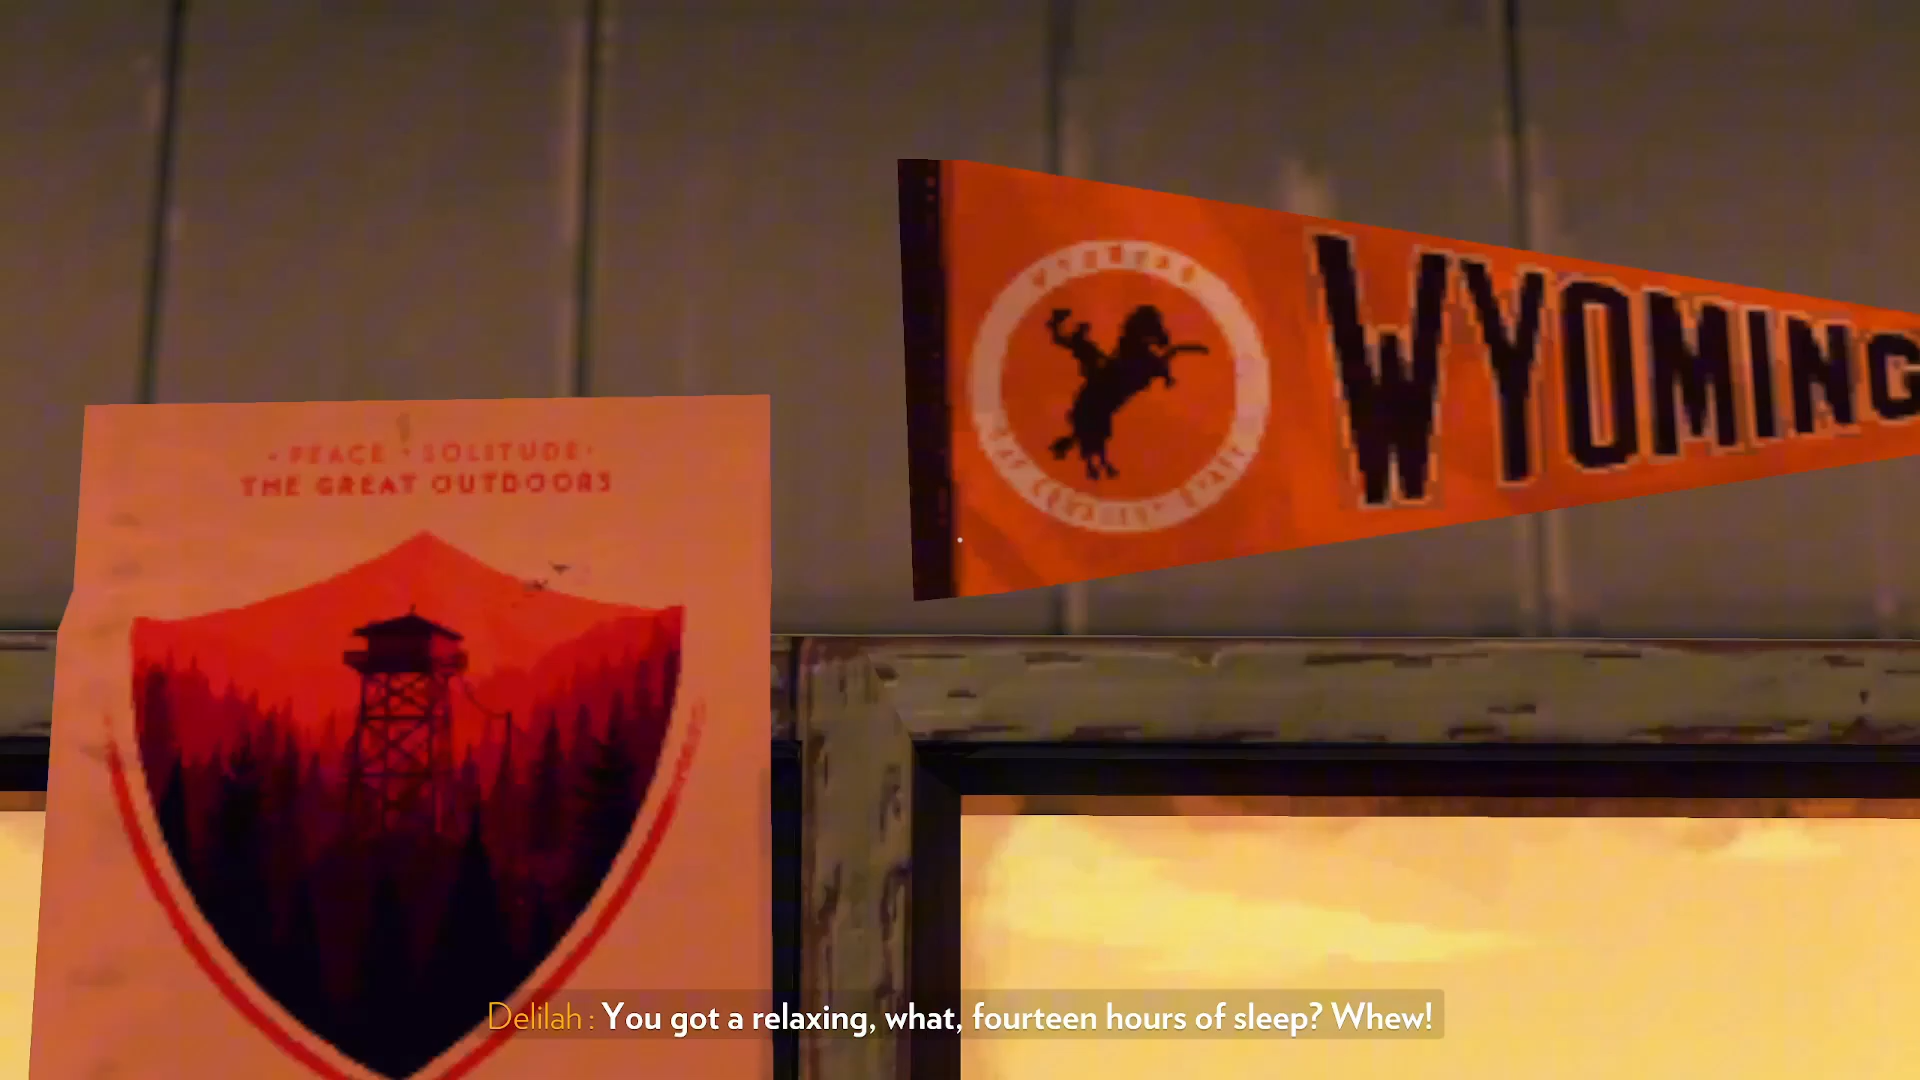 WYOMING
· PEACE · SOLITUDE ·
THE GREAT OUTDOORS
Delilah : You got a relaxing, what, fourteen hours of sleep? Whew!